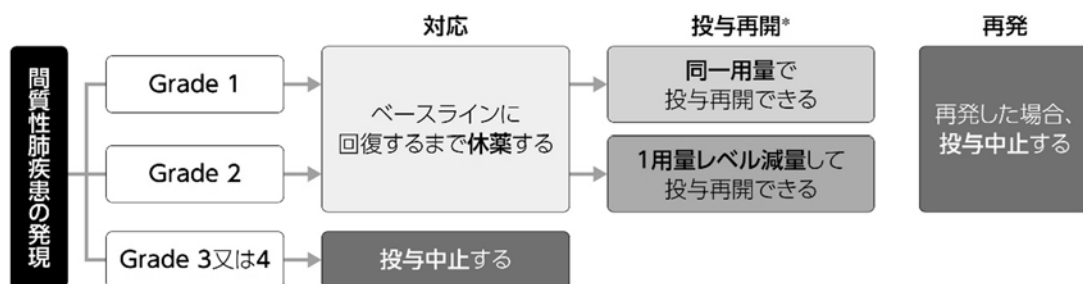 対応
投与再開*
再発
間質性肺疾患の発現
Grade 1
Grade 2
Grade 3又は4
ベースラインに
回復するまで休薬する
投与中止する
同一用量で
投与再開できる
1用量レベル減量して
投与再開できる
再発した場合、
投与中止する